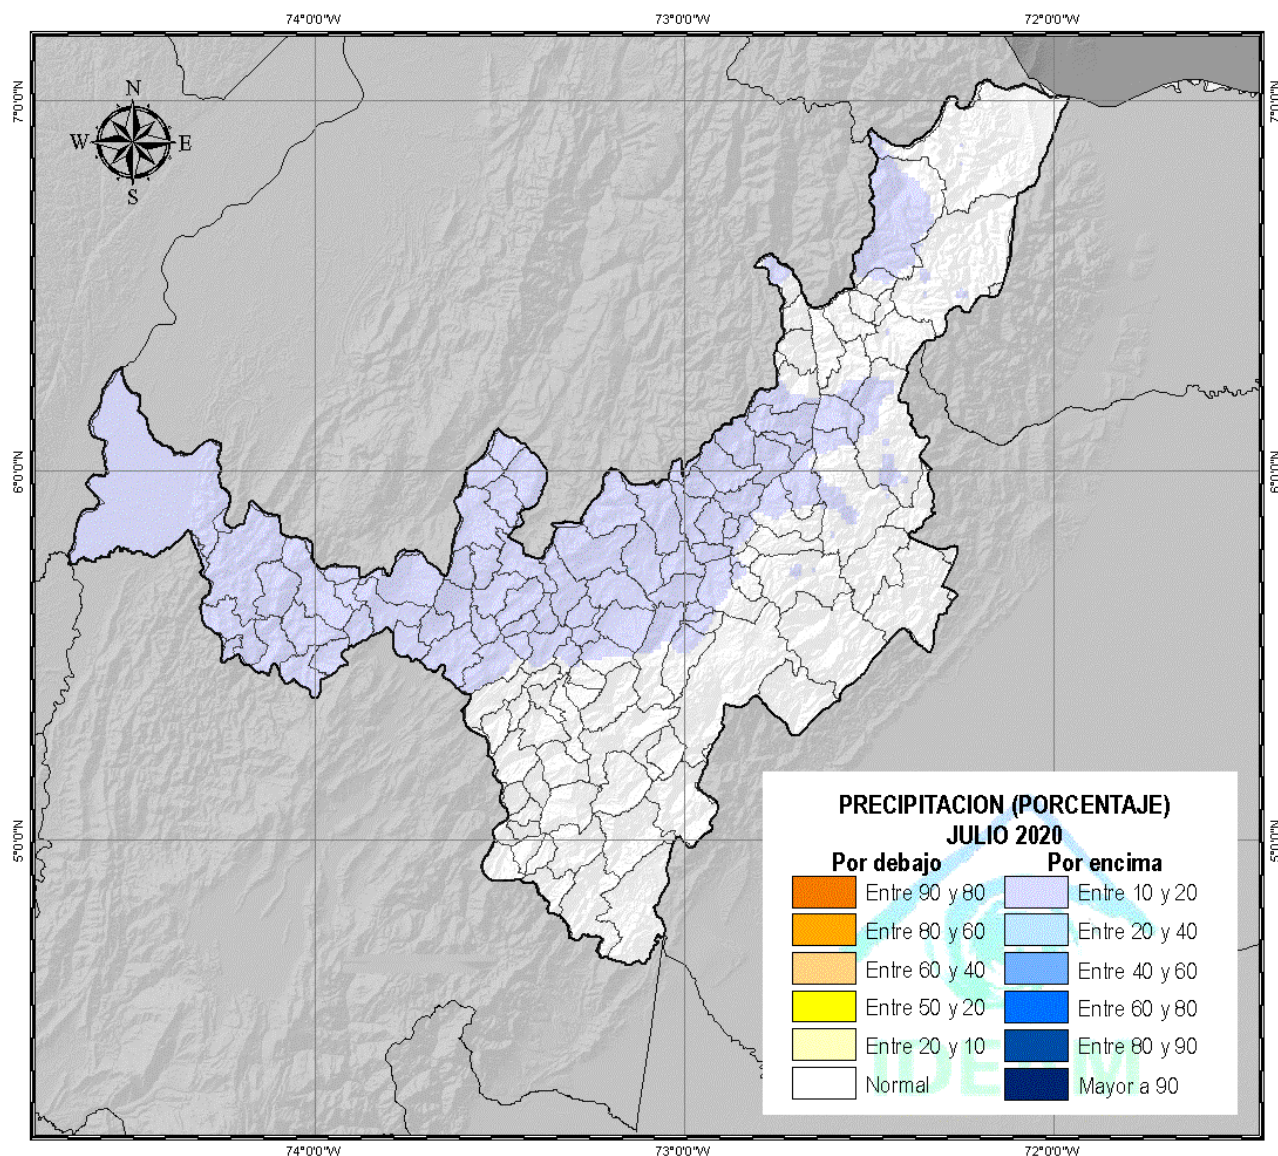 74°0'0"W 73°0'0"W 72°0'0"W
7°0'0"N 7°0'0"N
N
W E
S
6°0'0"N 6°0'0"N
5°0'0"N 5°0'0"N
PRECIPITACION (PORCENTAJE)
JULIO 2020
Por debajo Por encima
Entre 90 y 80 Entre 10 y 20
Entre 80 y 60 Entre 20 y 40
Entre 60 y 40 Entre 40 y 60
Entre 50 y 20 Entre 60 y 80
Entre 20 y 10 Entre 80 y 90
Normal Mayor a 90
IDEAM
74°0'0"W 73°0'0"W 72°0'0"W